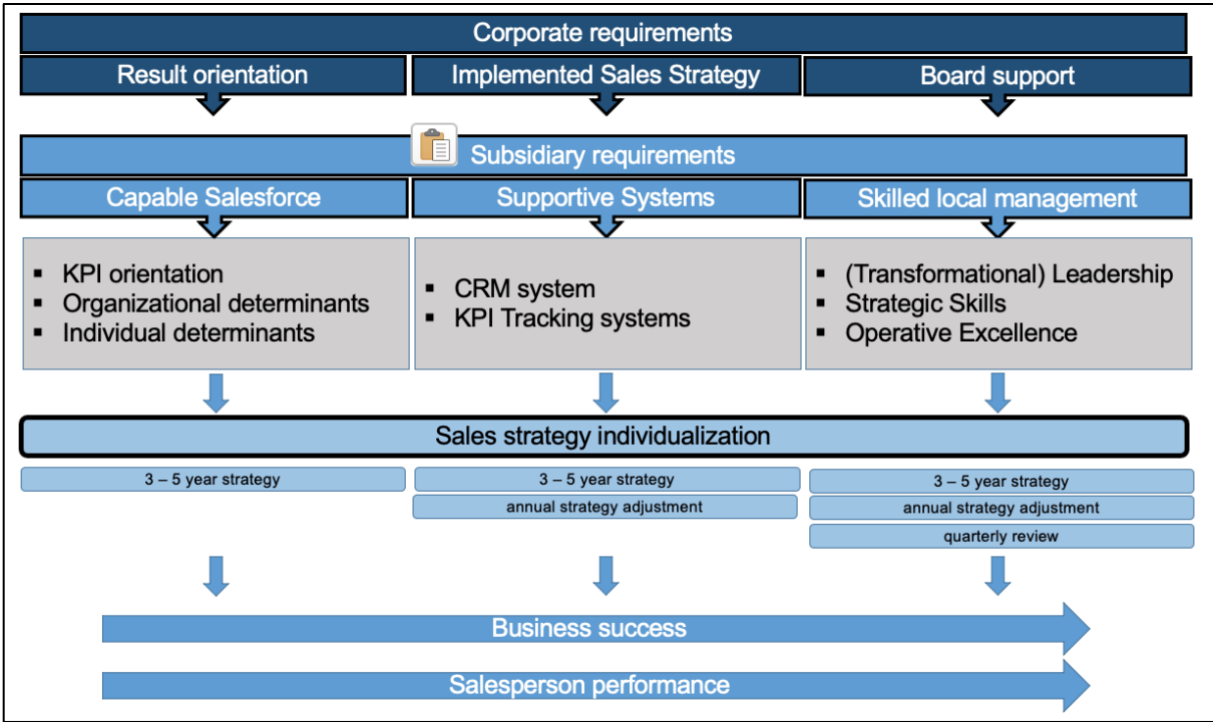 Corporate requirements
Result orientation
Implemented Sales Strategy
Board support
Subsidiary requirements
Capable Salesforce
Supportive Systems
Skilled local management
▪ KPI orientation
▪ Organizational determinants
▪ Individual determinants
▪ CRM system
▪ KPI Tracking systems
▪ (Transformational) Leadership
▪ Strategic Skills
▪ Operative Excellence
Sales strategy individualization
3 – 5 year strategy
3 – 5 year strategy
annual strategy adjustment
3 – 5 year strategy
annual strategy adjustment
quarterly review
Business success
Salesperson performance